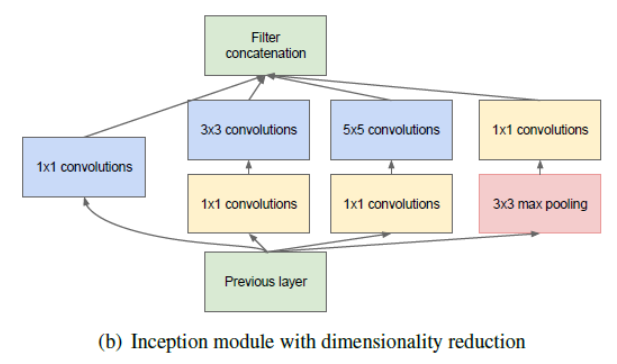 Filter
concatenation
3x3 convolutions
5x5 convolutions
1x1 convolutions
1x1 convolutions
1x1 convolutions
1x1 convolutions
3x3 max pooling
Previous layer
(b) Inception module with dimensionality reduction